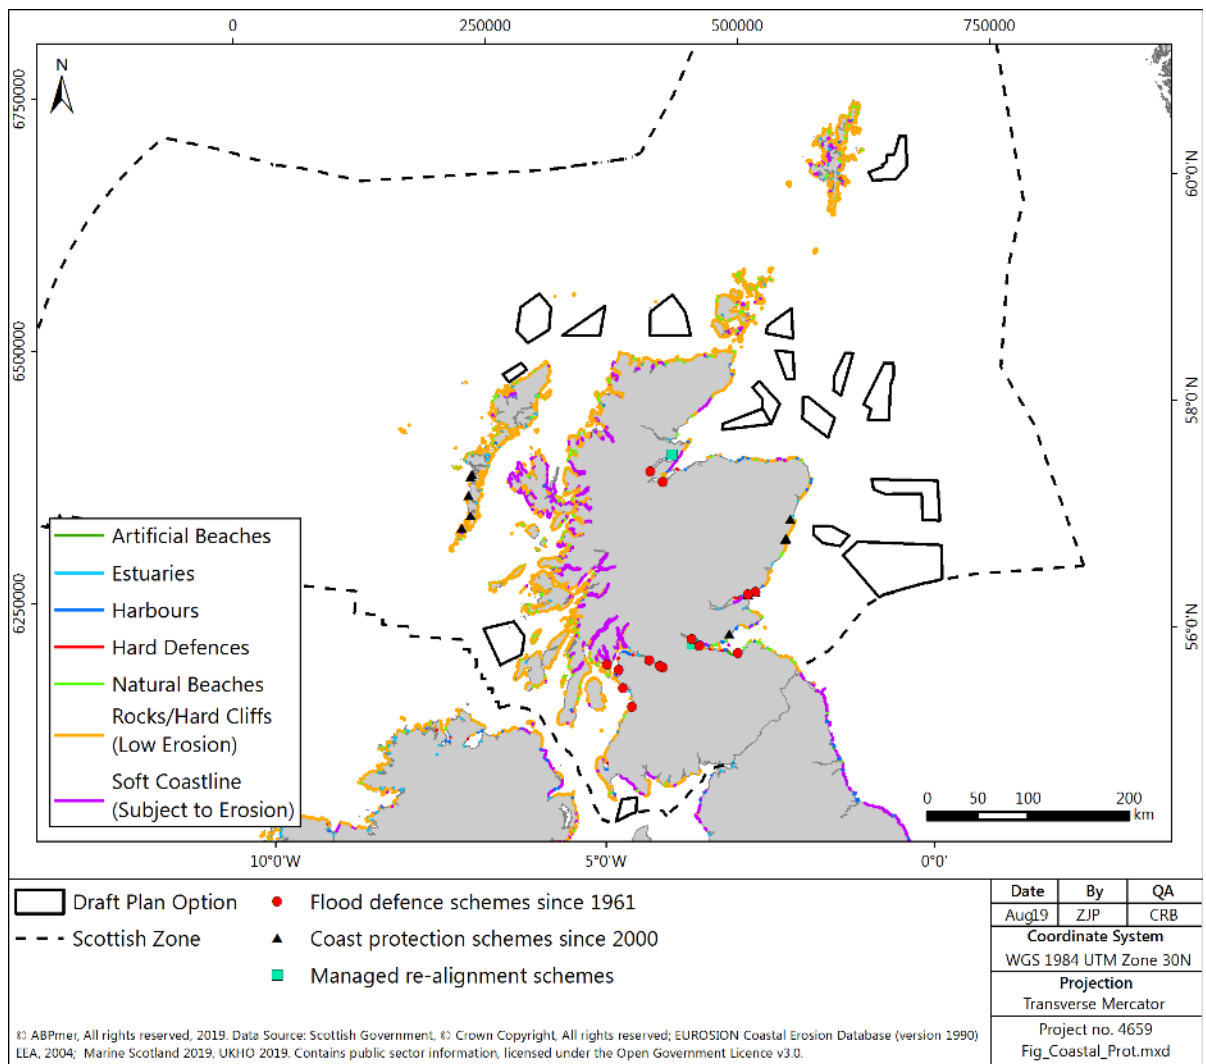 0 250000 500000 750000
6750000
6500000
6250000
N
60°0'N
58°0'N
56°0'N
Artificial Beaches
Estuaries
Harbours
Hard Defences
Natural Beaches
Rocks/Hard Cliffs
(Low Erosion)
Soft Coastline
(Subject to Erosion)
0 50 100 200
km
10°0'W 5°0'W 0°0'
Draft Plan Option
Scottish Zone
Flood defence schemes since 1961
Coast protection schemes since 2000
Managed re-alignment schemes
Date By QA
Aug19 ZJP CRB
Coordinate System
WGS 1984 UTM Zone 30N
Projection
Transverse Mercator
Project no. 4659
Fig_Coastal_Prot.mxd
© ABPmer, All rights reserved, 2019. Data Source: Scottish Government, © Crown Copyright, All rights reserved; EUROSION Coastal Erosion Database (version 1990)
EEA, 2004; Marine Scotland 2019, UKHO 2019. Contains public sector information, licensed under the Open Government Licence v3.0.